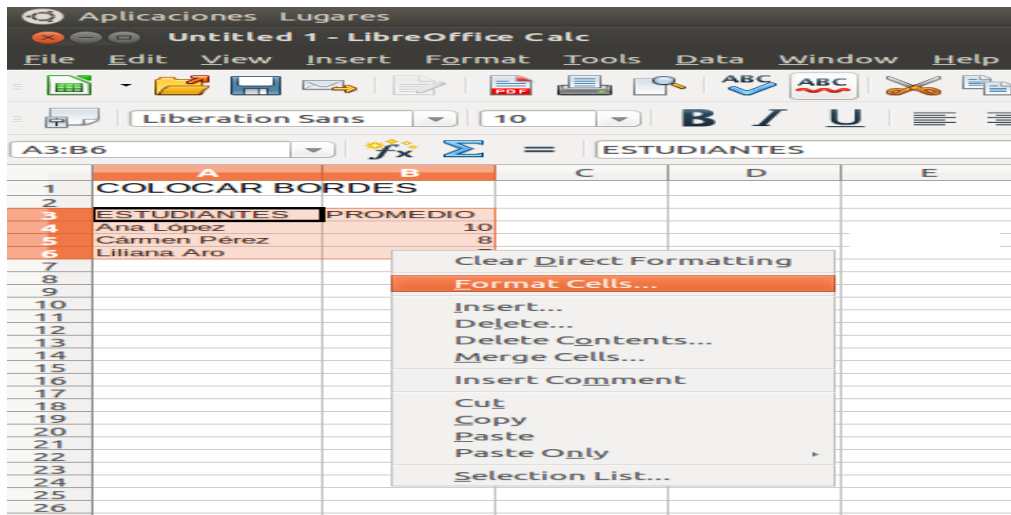 Aplicaciones Lugares
Untitled 1 - LibreOffice Calc
File Edit View Insert Format Tools Data Window Help
PDF ABC ABC
Liberation Sans 10 B I U
A3:B6 fx Σ = ESTUDIANTES
A B C D E
1 COLOCAR BORDES
2
3 ESTUDIANTES PROMEDIO
4 Ana López 10
5 Cármen Pérez 8
6 Liliana Aro
7
8
9
10
11
12
13
14
15
16
17
18
19
20
21
22
23
24
25
26
Clear Direct Formatting
Format Cells...
Insert...
Delete...
Delete Contents...
Merge Cells...
Insert Comment
Cut
Copy
Paste
Paste Only
Selection List...